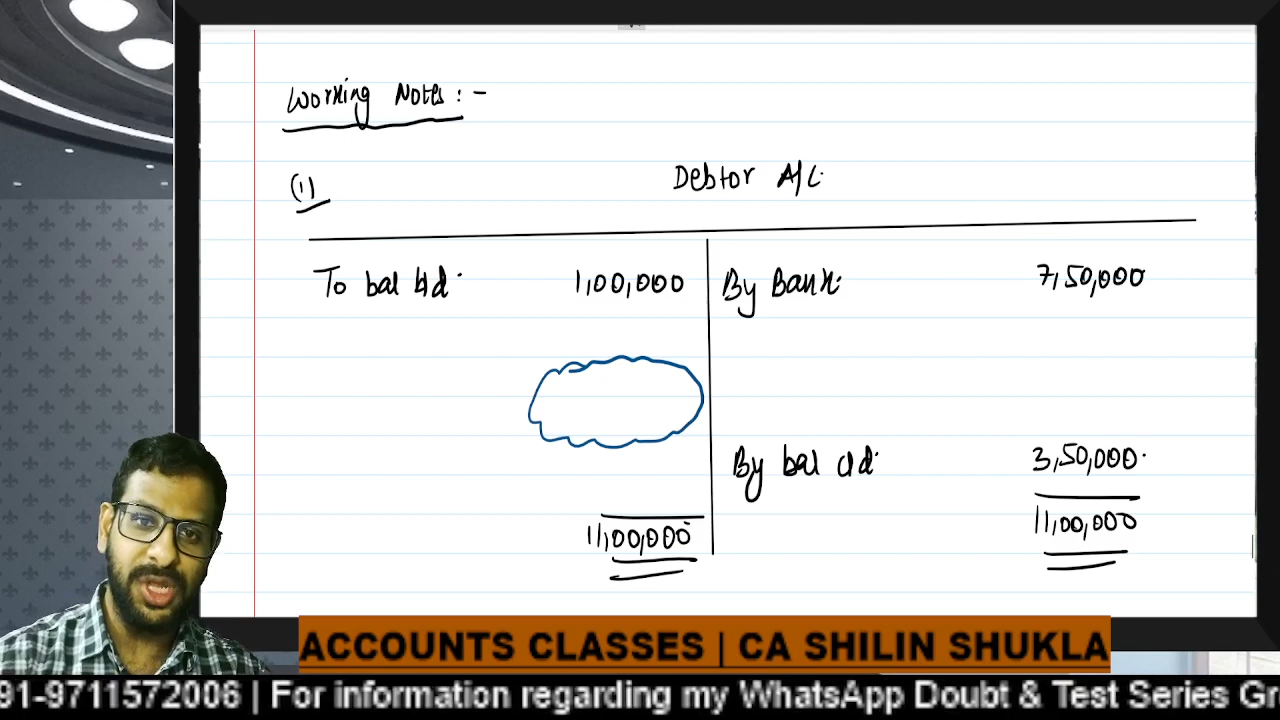 Working Notes:-
(1) Debtor A/C
To bal b/d. 1,00,000 By Bank. 7,50,000
By bal c/d. 3,50,000
11,00,000 11,00,000
ACCOUNTS CLASSES | CA SHILIN SHUKLA
91-9711572006 | For information regarding my WhatsApp Doubt & Test Series Gr